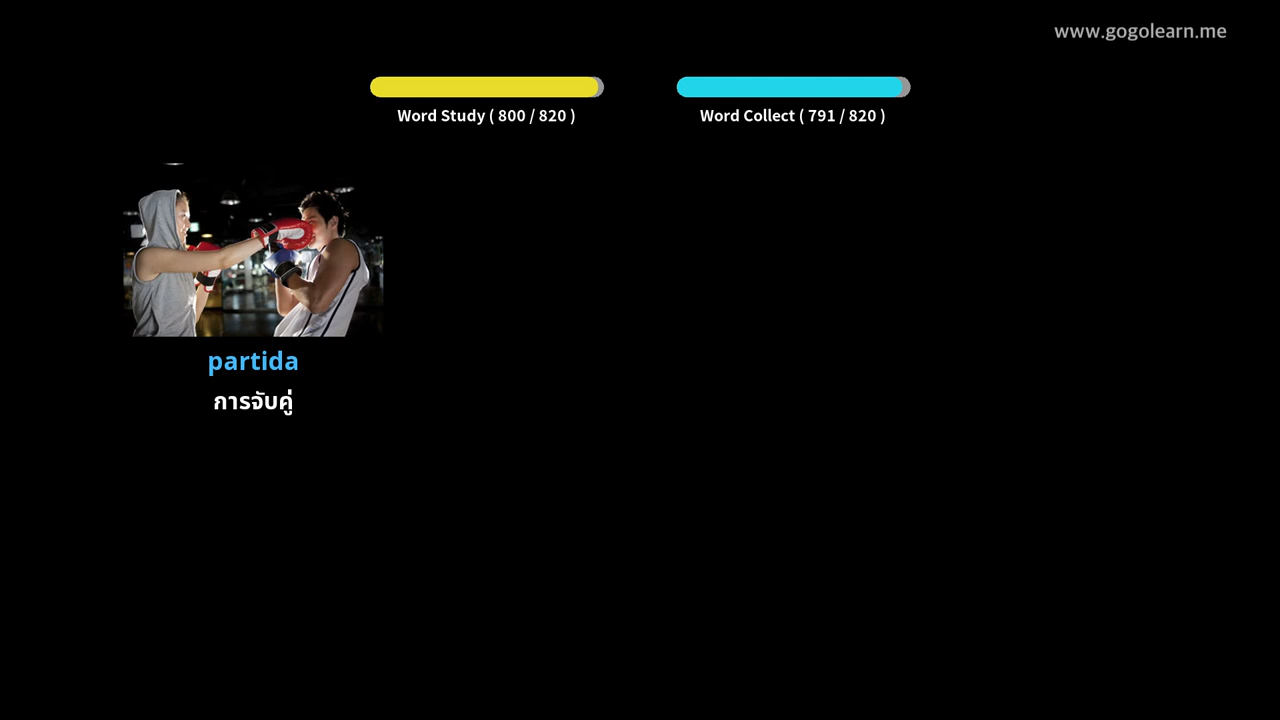 www.gogolearn.me
Word Study ( 800 / 820 )
Word Collect ( 791 / 820 )
partida
การจับคู่